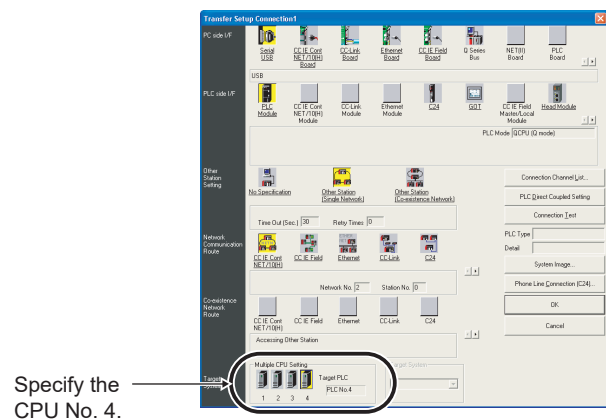 Transfer Setup Connection1
PC side I/F
Serial USB
CC IE Cont NET/10(H) Board
CC-Link Board
Ethernet Board
CC IE Field Board
Q Series Bus
NET(II) Board
PLC Board
USB
PLC side I/F
PLC Module
CC IE Cont NET/10(H) Module
CC-Link Module
Ethernet Module
C24
GOT
CC IE Field Master/Local Module
Head Module
PLC Mode QCPU (Q mode)
Other Station Setting
No Specification
Other Station (Single Network)
Other Station (Co-existence Network)
Time Out (Sec.) 30 Retry Times 0
Network Communication Route
CC IE Cont NET/10(H)
CC IE Field
Ethernet
CC-Link
C24
Network No. 2 Station No. 0
Co-existence Network Route
CC IE Cont NET/10(H)
CC IE Field
Ethernet
CC-Link
C24
Accessing Other Station
Connection Channel List...
PLC Direct Coupled Setting
Connection Test
PLC Type
Detail
System Image...
Phone Line Connection (C24)...
OK
Cancel
Target System
Multiple CPU Setting
1 2 3 4
Target PLC
PLC No.4
Target System
Specify the
CPU No. 4.